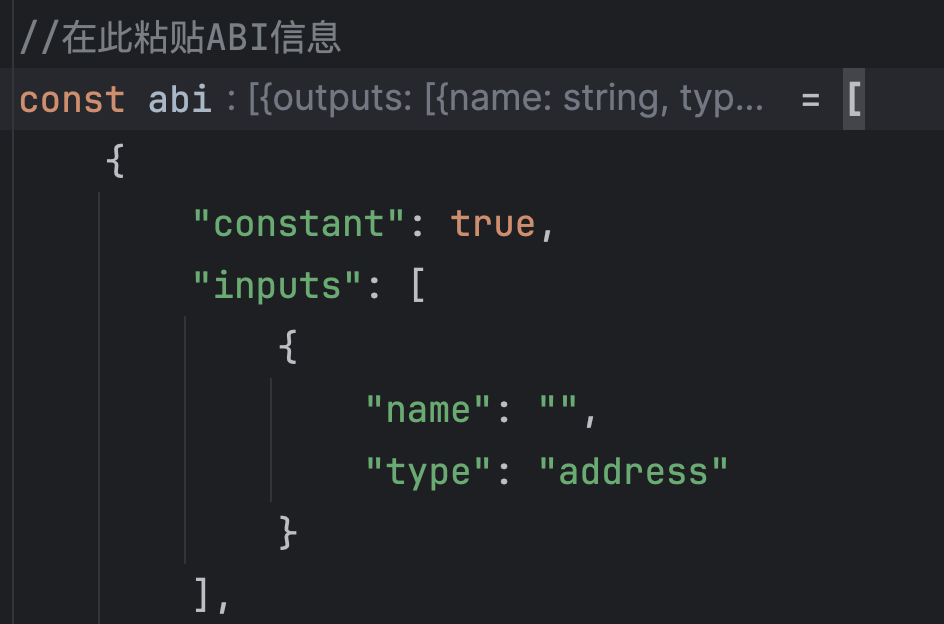 //在此粘贴ABI信息
const abi : [{outputs: [{name: string, typ... = [
{
"constant": true,
"inputs": [
{
"name": "",
"type": "address"
}
],